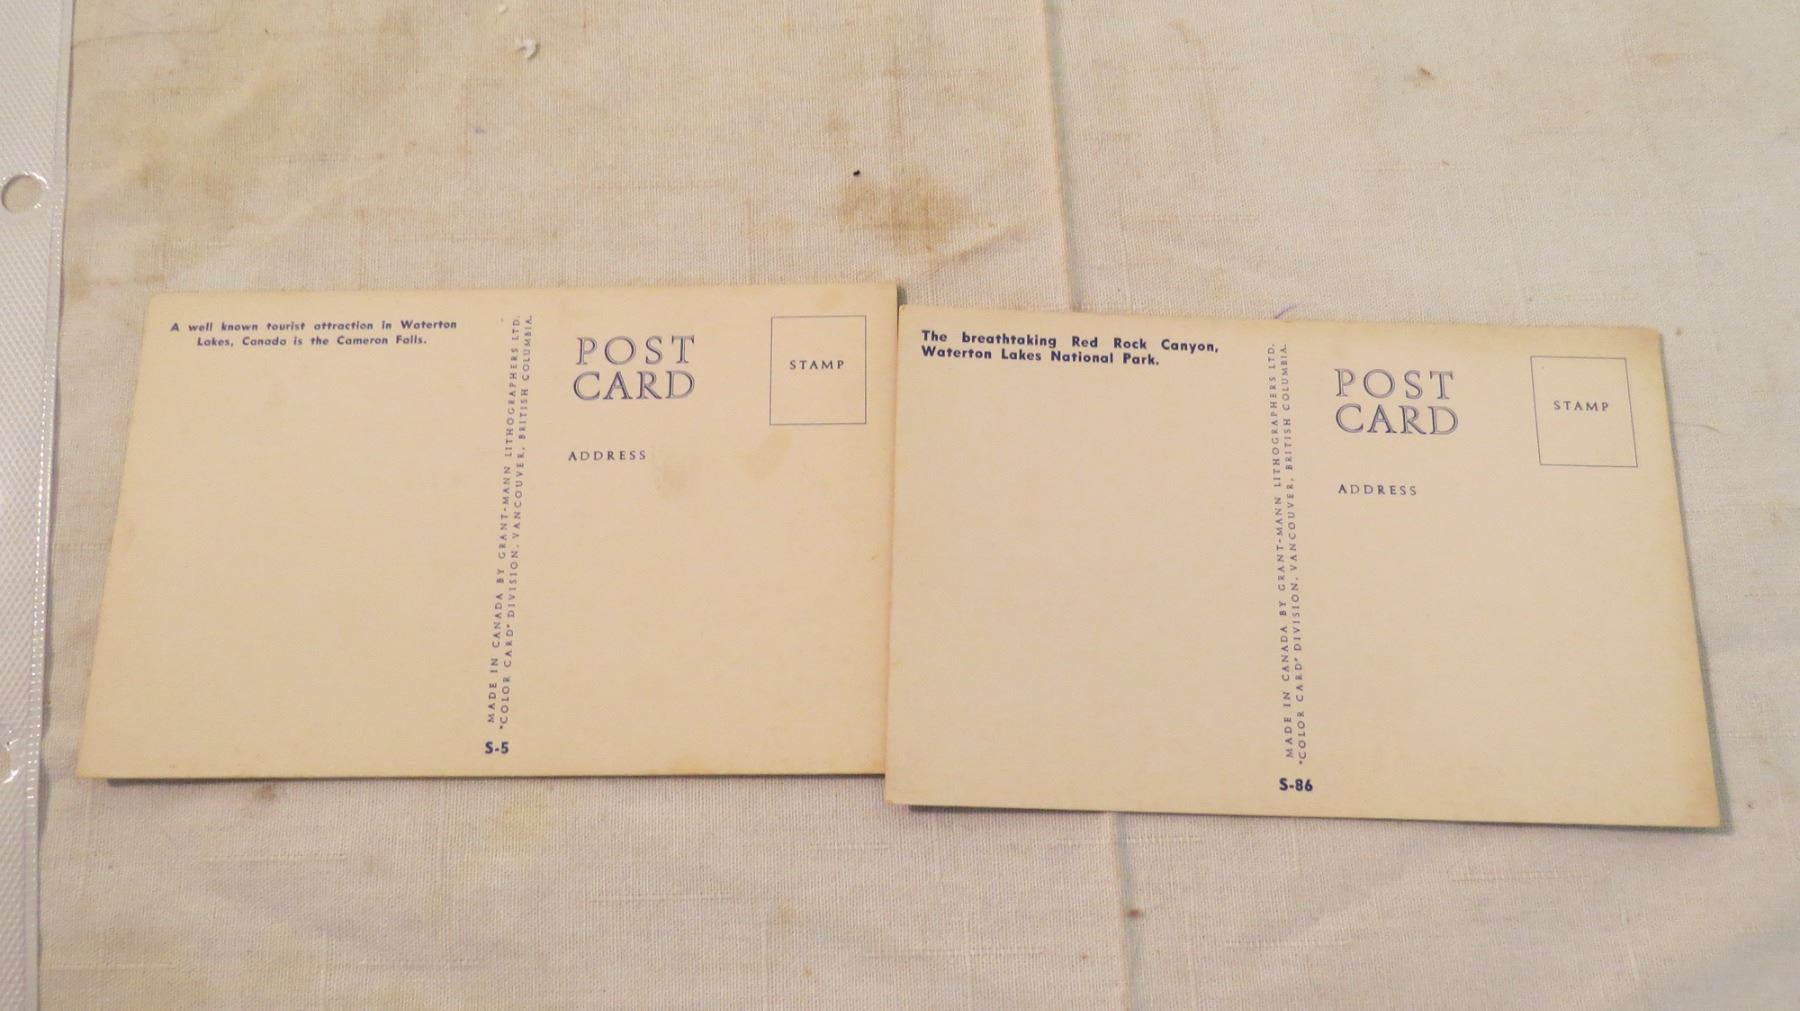 A well known tourist attraction in Waterton
Lakes, Canada is the Cameron Falls.
MADE IN CANADA BY GRANT-MANN LITHOGRAPHERS LTD.
"COLOR CARD" DIVISION, VANCOUVER, BRITISH COLUMBIA.
S-5
POST
CARD
STAMP
ADDRESS
The breathtaking Red Rock Canyon,
Waterton Lakes National Park.
MADE IN CANADA BY GRANT-MANN LITHOGRAPHERS LTD.
"COLOR CARD" DIVISION, VANCOUVER, BRITISH COLUMBIA.
S-86
POST
CARD
STAMP
ADDRESS